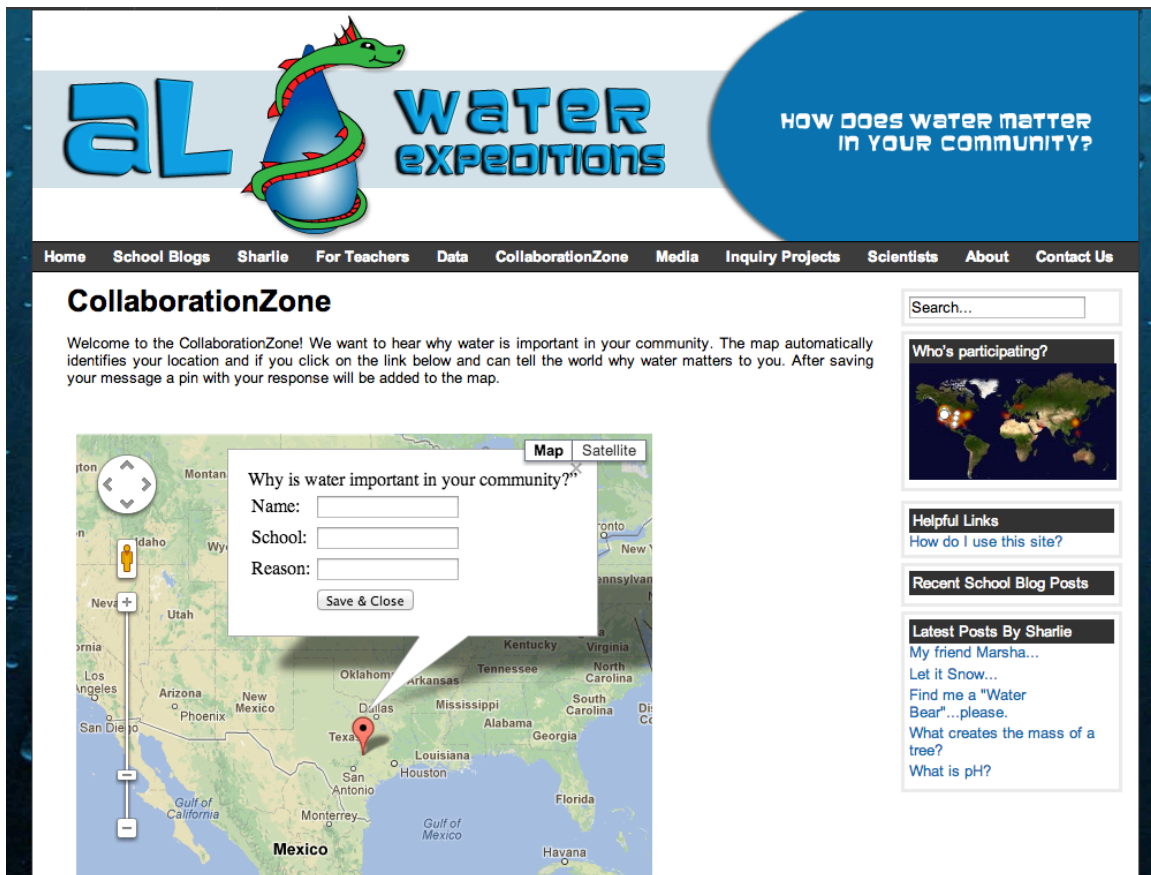 aL water expeditions
HOW DOES WATER MATTER
IN YOUR COMMUNITY?
Home School Blogs Sharlie For Teachers Data CollaborationZone Media Inquiry Projects Scientists About Contact Us
CollaborationZone
Welcome to the CollaborationZone! We want to hear why water is important in your community. The map automatically
identifies your location and if you click on the link below and can tell the world why water matters to you. After saving
your message a pin with your response will be added to the map.
Map Satellite
Why is water important in your community?”
Name:
School:
Reason:
Save & Close
Montan
Idaho
Wyo
ronto
New
ennsylvan
Neva
Utah
ornia
Kentucky
Virginia
Los
Angeles
Arizona
Phoenix
San Diego
New
Mexico
Oklahom
Arkansas
Tennessee
North
Carolina
Dallas
Mississippi
South
Carolina
Alabama
Georgia
Texas
Louisiana
San
Antonio
Houston
Gulf of
California
Florida
Monterrey
Gulf of
Mexico
Mexico
Havana
Search...
Who's participating?
Helpful Links
How do I use this site?
Recent School Blog Posts
Latest Posts By Sharlie
My friend Marsha...
Let it Snow...
Find me a "Water
Bear"...please.
What creates the mass of a
tree?
What is pH?